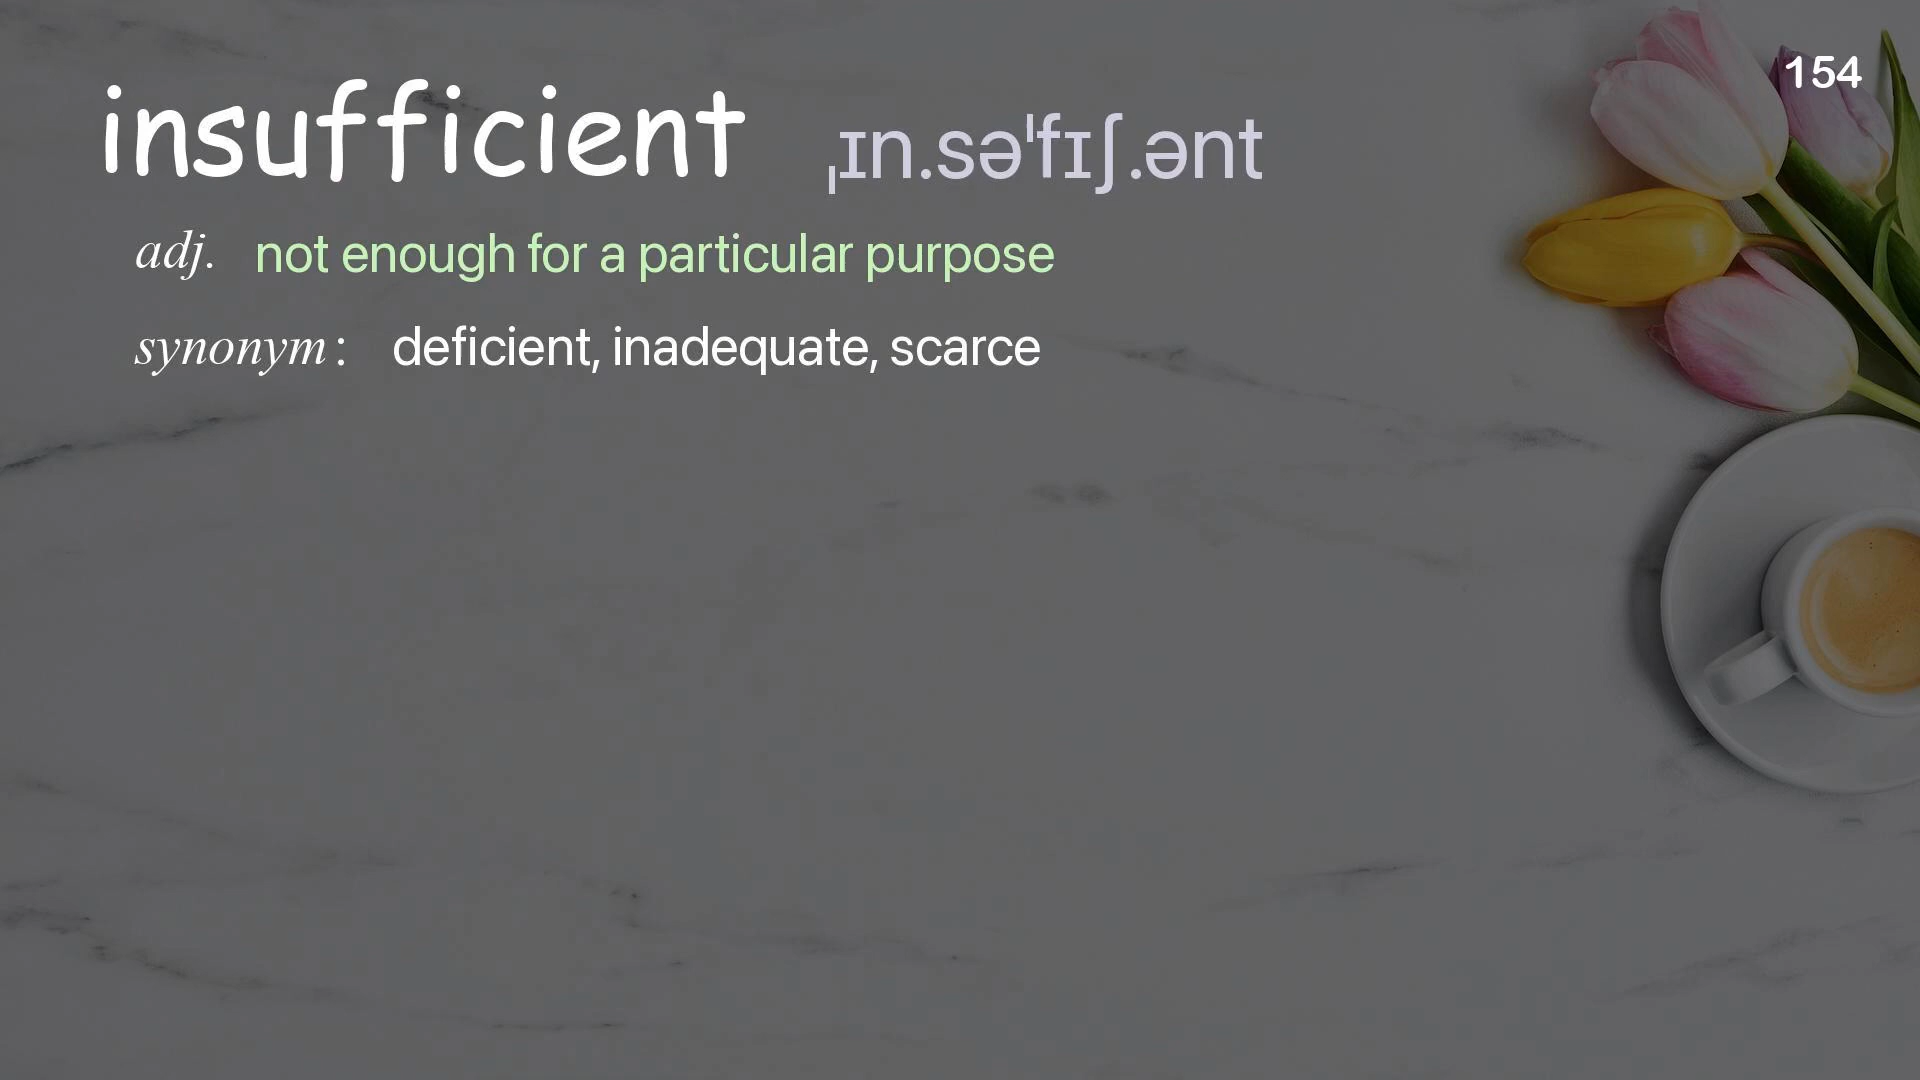 154
insufficient ˌɪn.səˈfɪʃ.ənt
adj. not enough for a particular purpose
synonym: deficient, inadequate, scarce